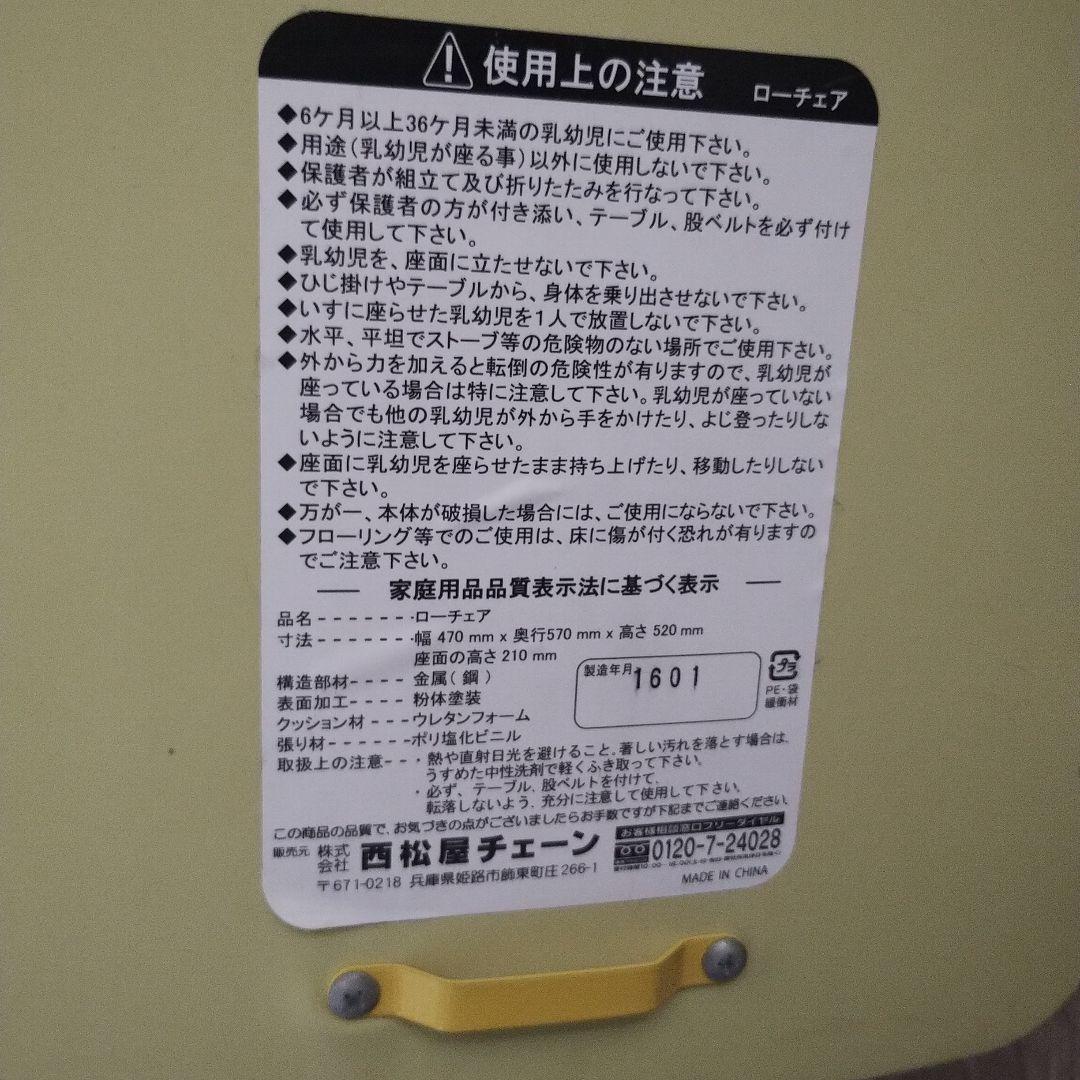 使用上の注意 ローチェア
◆6ケ月以上36ケ月未満の乳幼児にご使用下さい。
◆用途(乳幼児が座る事)以外に使用しないで下さい。
◆保護者が組立て及び折りたたみを行なって下さい。
◆必ず保護者の方が付き添い、テーブル、股ベルトを必ず付け
て使用して下さい。
◆乳幼児を、座面に立たせないで下さい。
◆ひじ掛けやテーブルから、身体を乗り出させないで下さい。
◆いすに座らせた乳幼児を1人で放置しないで下さい。
◆水平、平坦でストーブ等の危険物のない場所でご使用下さい。
◆外から力を加えると転倒の危険性が有りますので、乳幼児が
座っている場合は特に注意して下さい。乳幼児が座っていない
場合でも他の乳幼児が外から手をかけたり、よじ登ったりしな
いように注意して下さい。
◆座面に乳幼児を座らせたまま持ち上げたり、移動したりしない
で下さい。
◆万が一、本体が破損した場合には、ご使用にならないで下さい。
◆フローリング等でのご使用は、床に傷が付く恐れが有りますの
でご注意下さい。
家庭用品品質表示法に基づく表示
品名-------・ローチェア
寸法-------・幅 470 mm x 奥行570 mm x 高さ 520 mm
座面の高さ 210 mm
構造部材---- 金属(鋼)
表面加工---- 粉体塗装
クッション材---ウレタンフォーム
張り材------ポリ塩化ビニル
製造年月 1601
プラ
PE・袋
緩衝材
取扱上の注意--・熱や直射日光を避けること。著しい汚れを落とす場合は、
うすめた中性洗剤で軽くふき取って下さい。
・必ず、テーブル、股ベルトを付けて、
転落しないよう、充分に注意して使用して下さい。
この商品の品質で、お気づきの点がございましたらお手数ですが下記までご連絡ください。
販売元 株式会社 西松屋チェーン
お客様相談窓口フリーダイヤル
0120-7-24028
〒671-0218 兵庫県姫路市飾東町庄266-1
MADE IN CHINA